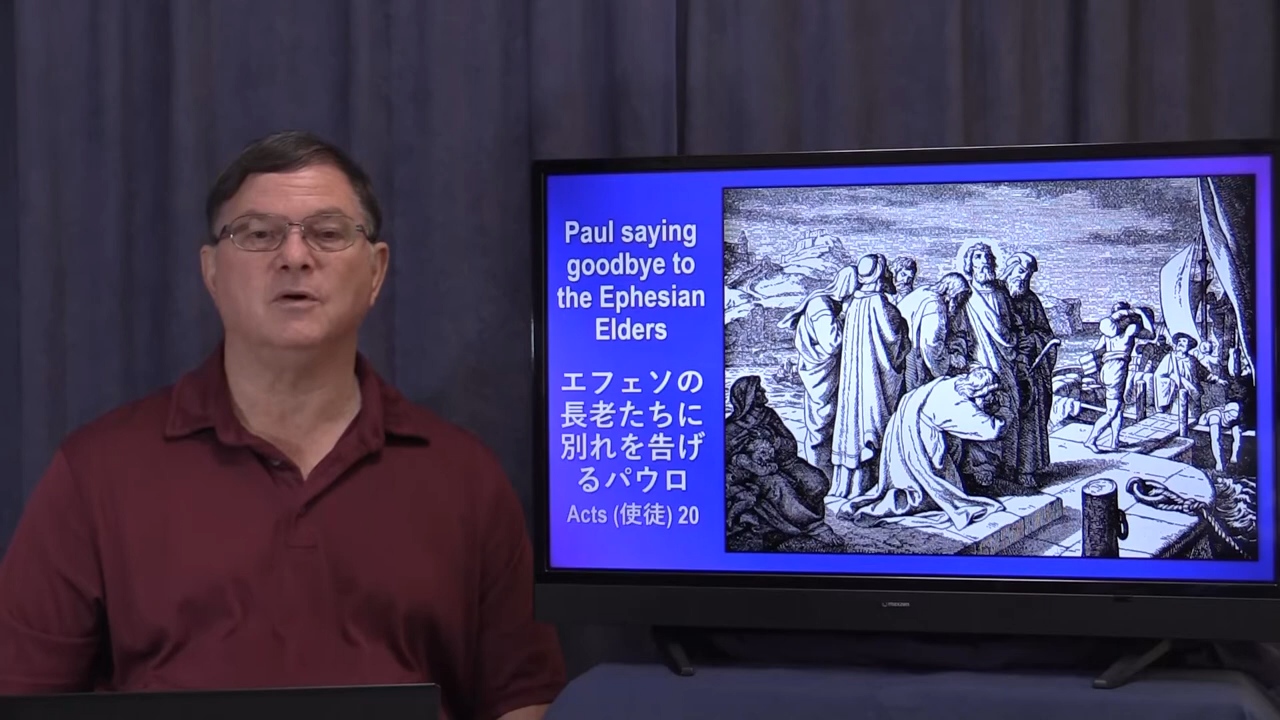 Paul saying
goodbye to
the Ephesian
Elders
エフェソの
長老たちに
別れを告げ
るパウロ
Acts (使徒) 20